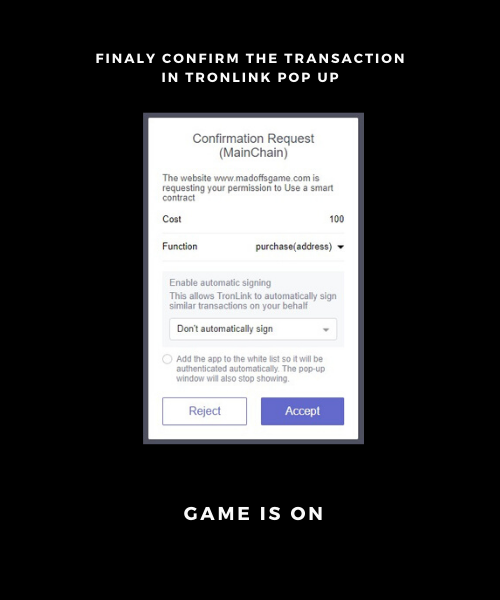 FINALY CONFIRM THE TRANSACTION
IN TRONLINK POP UP
Confirmation Request
(MainChain)
The website www.madoffsgame.com is
requesting your permission to Use a smart
contract
Cost 100
Function purchase(address)
Enable automatic signing
This allows TronLink to automatically sign
similar transactions on your behalf
Don't automatically sign
Add the app to the white list so it will be
authenticated automatically. The pop-up
window will also stop showing.
Reject Accept
GAME IS ON